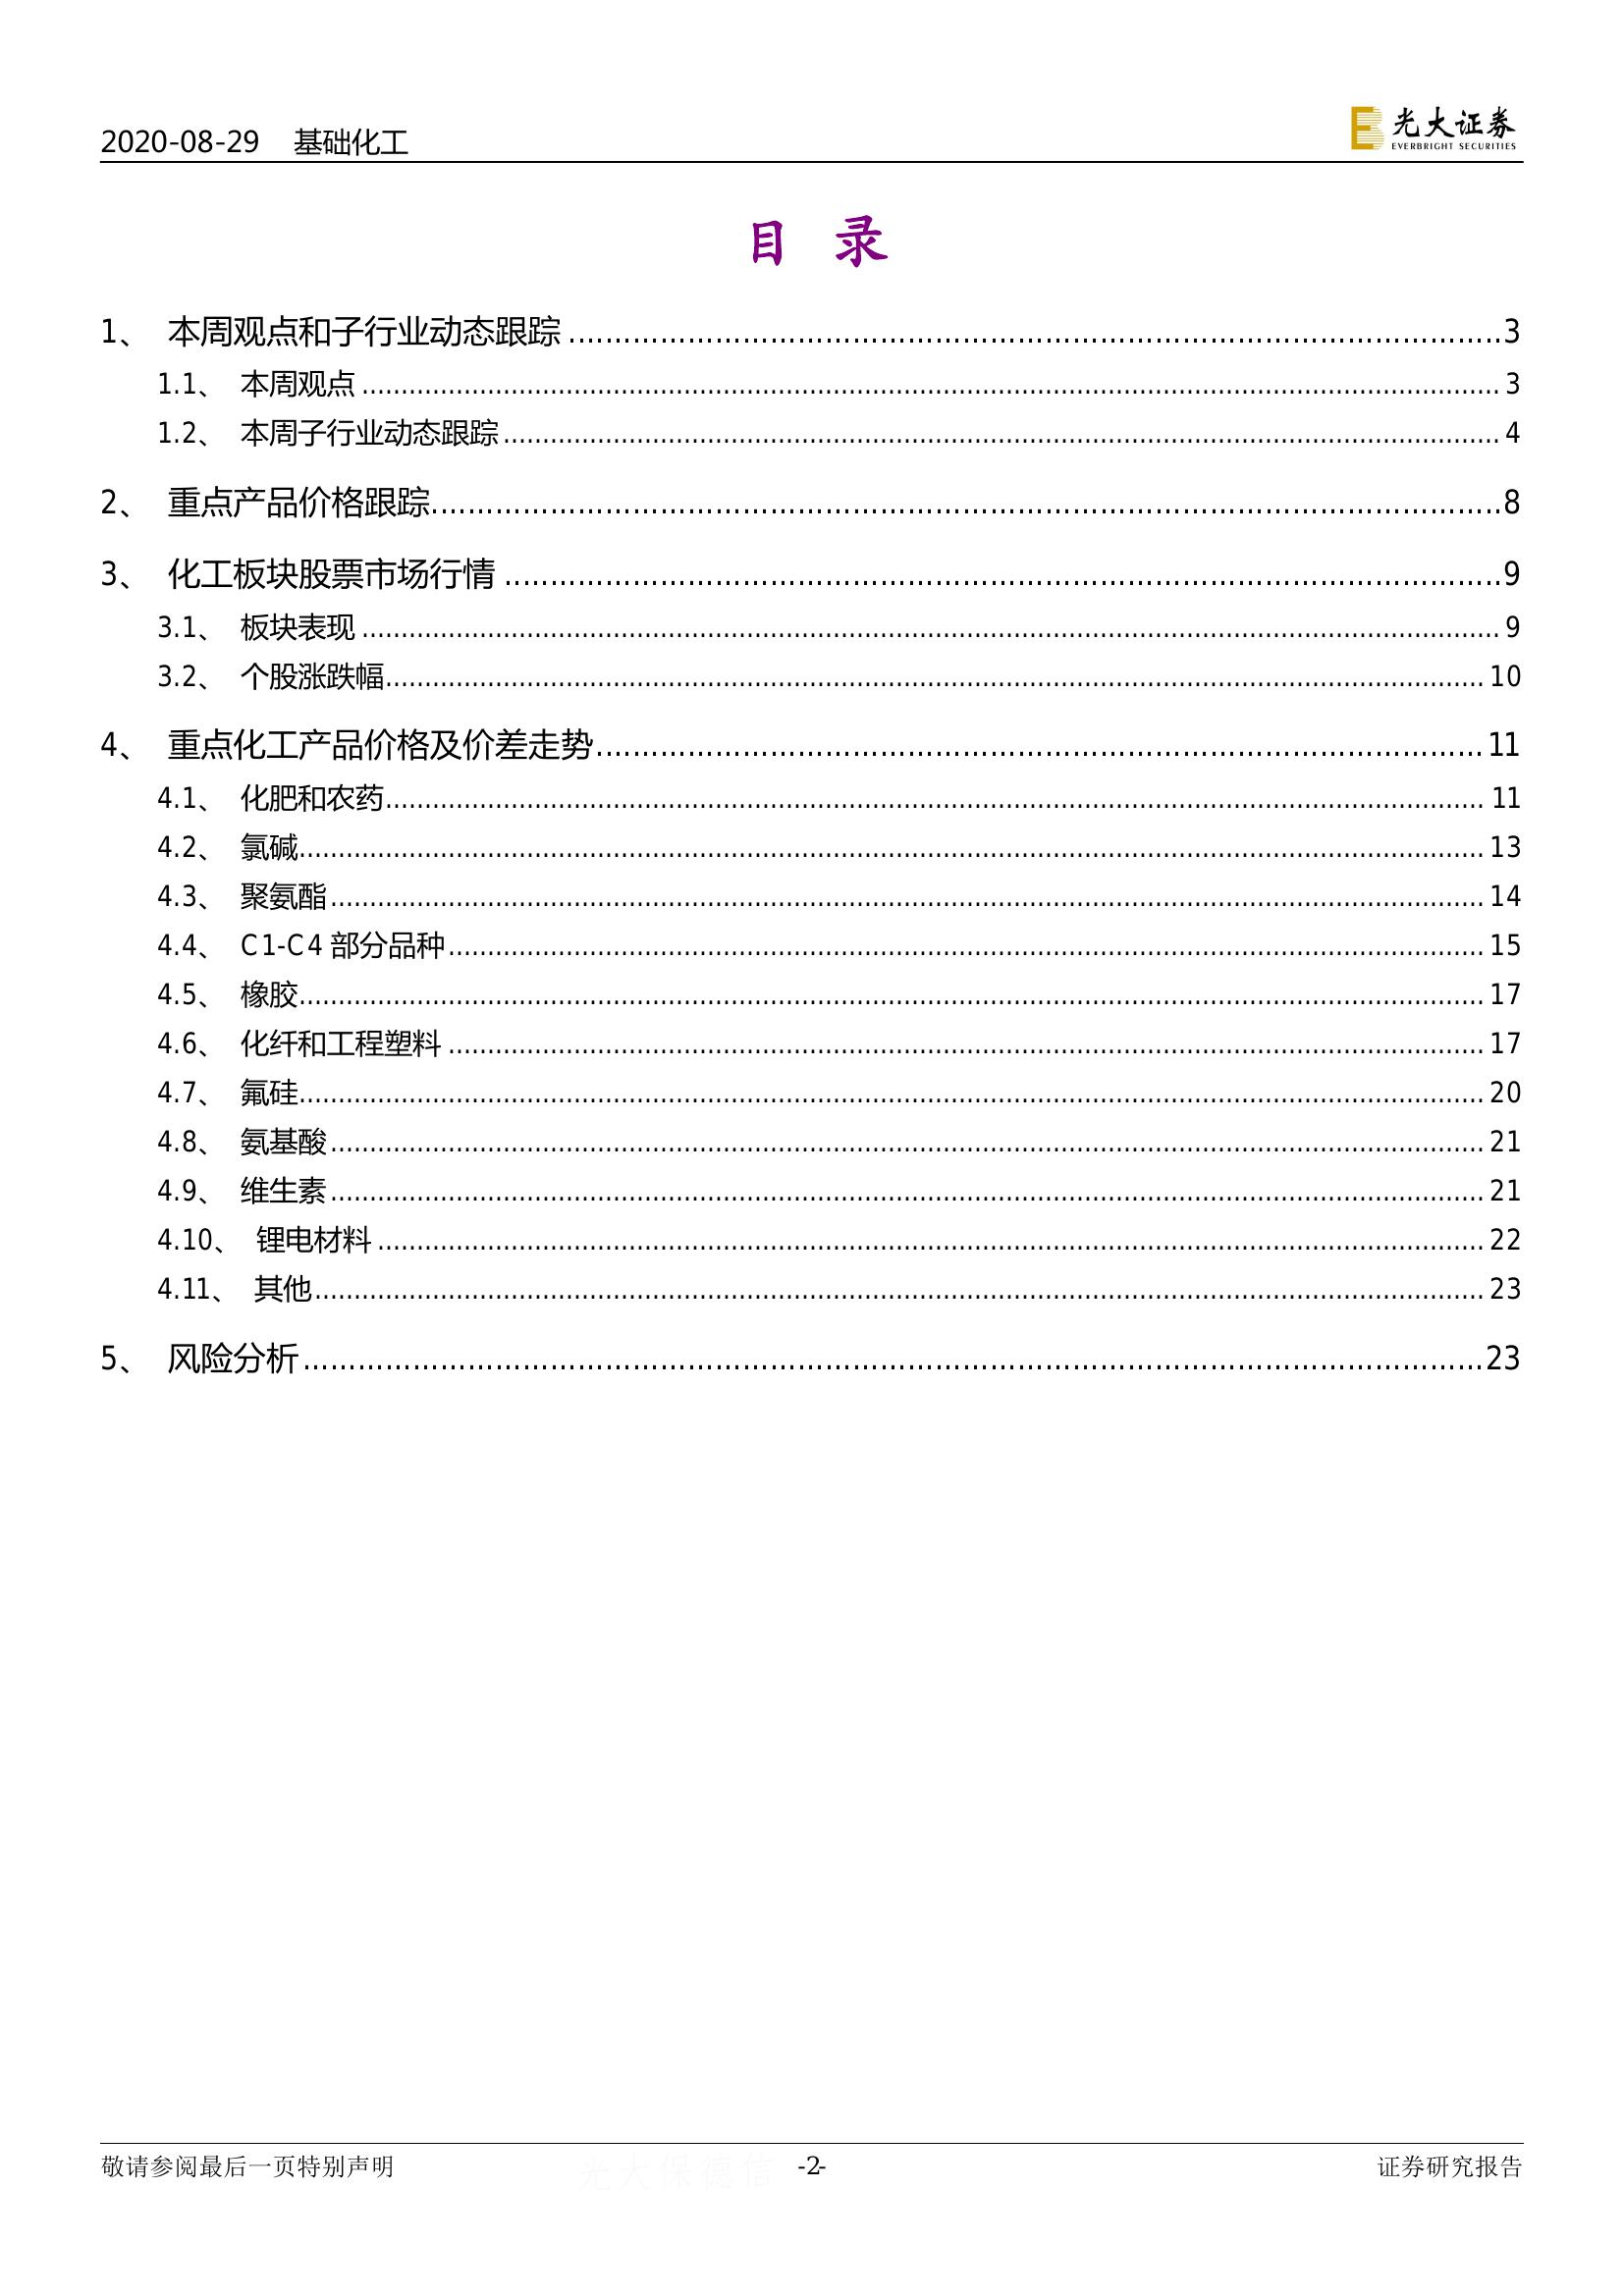 2020-08-29 基础化工
光大证券
EVERBRIGHT SECURITIES
目 录
1、 本周观点和子行业动态跟踪 ........ 3
1.1、 本周观点 ........ 3
1.2、 本周子行业动态跟踪 ........ 4
2、 重点产品价格跟踪 ........ 8
3、 化工板块股票市场行情 ........ 9
3.1、 板块表现 ........ 9
3.2、 个股涨跌幅 ........ 10
4、 重点化工产品价格及价差走势 ........ 11
4.1、 化肥和农药 ........ 11
4.2、 氯碱 ........ 13
4.3、 聚氨酯 ........ 14
4.4、 C1-C4 部分品种 ........ 15
4.5、 橡胶 ........ 17
4.6、 化纤和工程塑料 ........ 17
4.7、 氟硅 ........ 20
4.8、 氨基酸 ........ 21
4.9、 维生素 ........ 21
4.10、 锂电材料 ........ 22
4.11、 其他 ........ 23
5、 风险分析 ........ 23
敬请参阅最后一页特别声明
光大保德信
-2-
证券研究报告